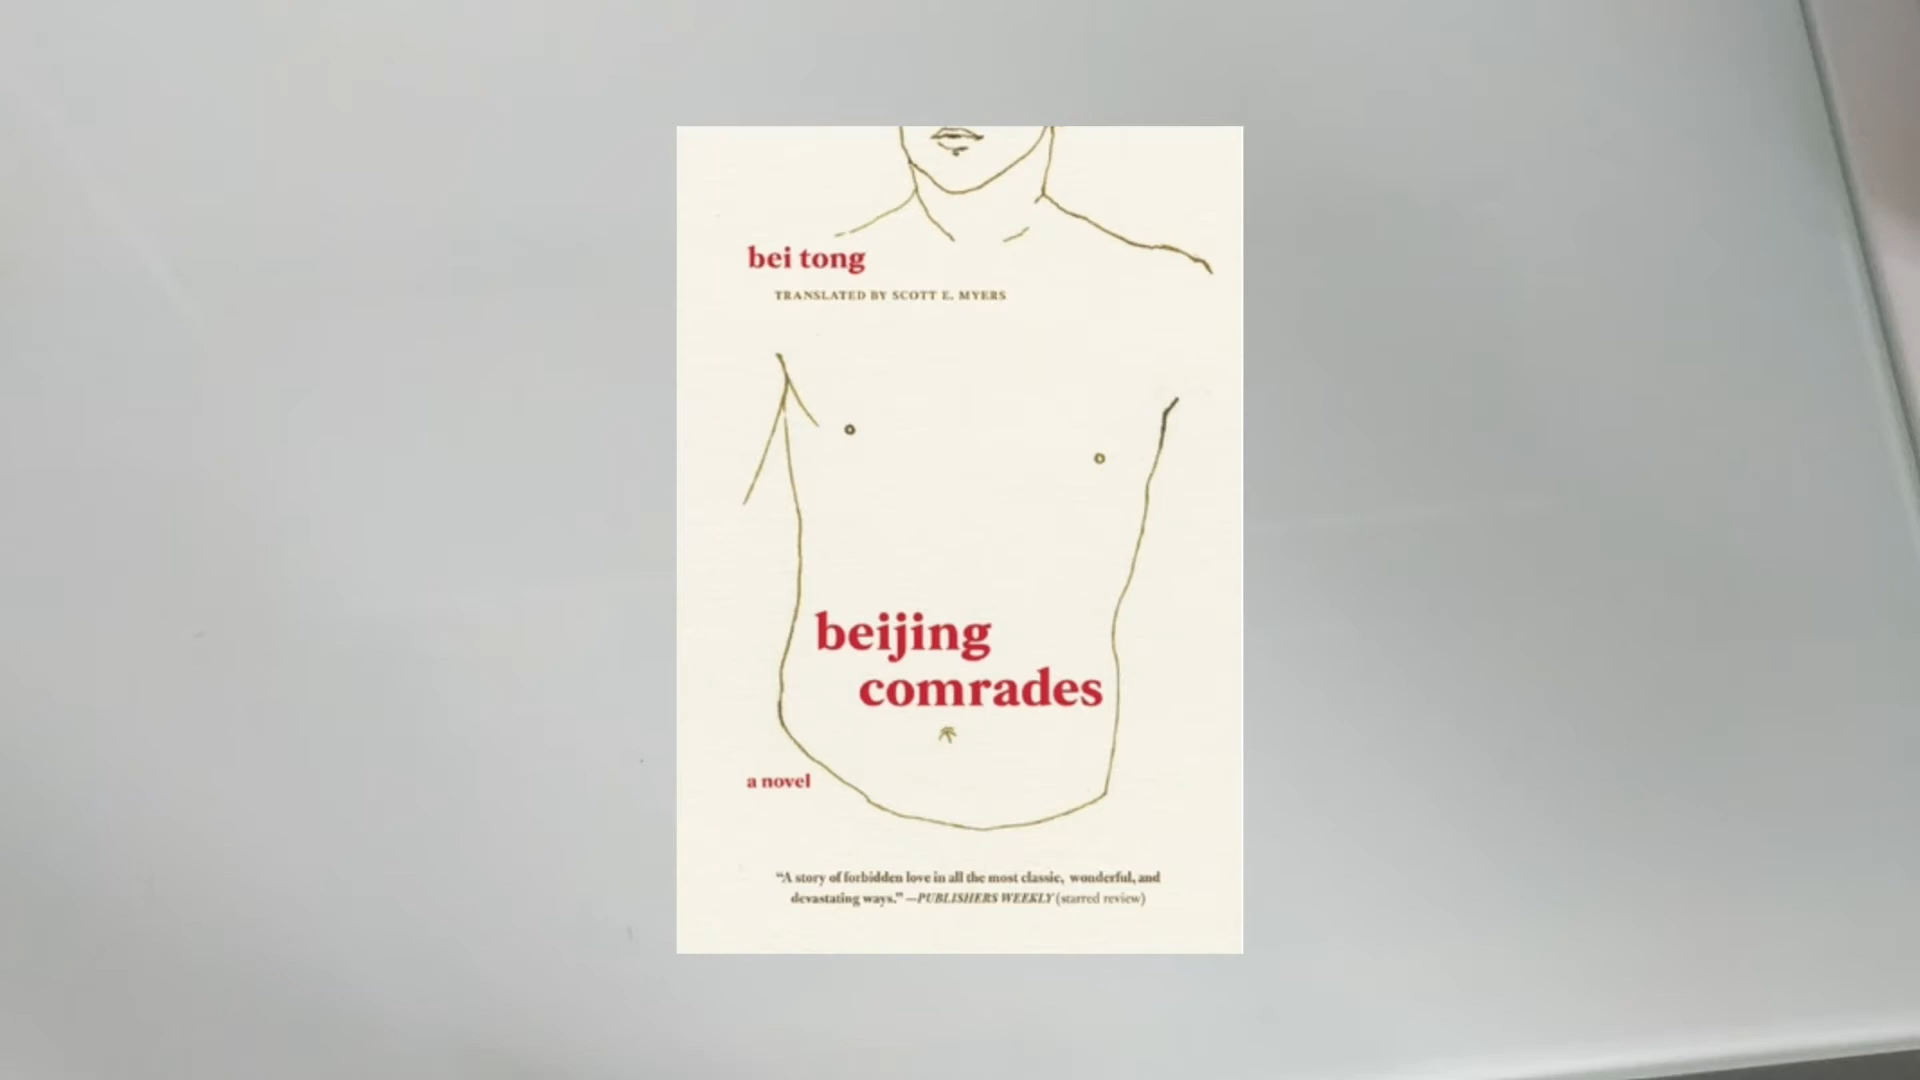 bei tong
TRANSLATED BY SCOTT E. MYERS
beijing
comrades
a novel
“A story of forbidden love in all the most classic, wonderful, and
devastating ways.” —PUBLISHERS WEEKLY (starred review)